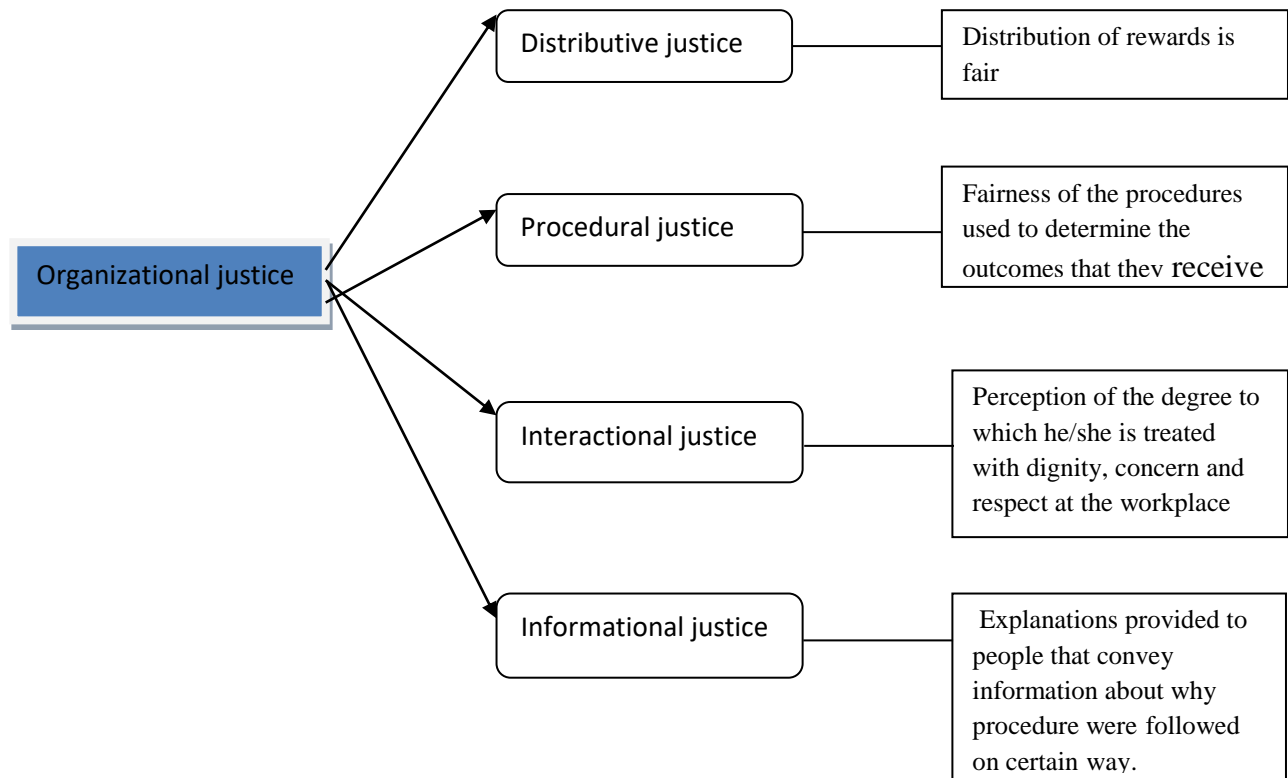 Organizational justice
Distributive justice
Distribution of rewards is
fair
Procedural justice
Fairness of the procedures
used to determine the
outcomes that they receive
Interactional justice
Perception of the degree to
which he/she is treated
with dignity, concern and
respect at the workplace
Informational justice
Explanations provided to
people that convey
information about why
procedure were followed
on certain way.